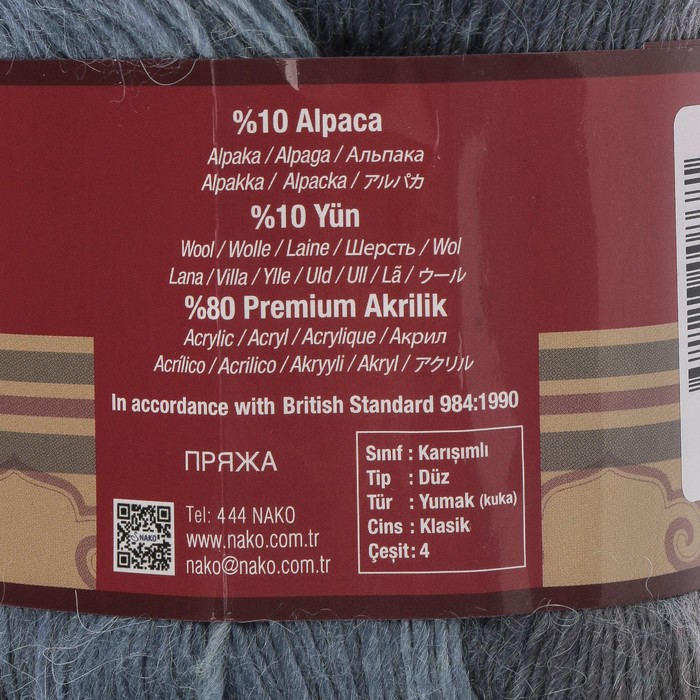 %10 Alpaca
Alpaka / Alpaga / Альпака
Alpakka / Alpacka / アルパカ
%10 Yün
Wool / Wolle / Laine / Шерсть / Wol
Lana / Villa / Ylle / Uld / Ull / Lã / ウール
%80 Premium Akrilik
Acrylic / Acryl / Acrylique / Акрил
Acrílico / Acrilico / Akryyli / Akryl / アクリル
In accordance with British Standard 984:1990
ПРЯЖА
NAKO
Tel: 444 NAKO
www.nako.com.tr
nako@nako.com.tr
Sınıf : Karışımlı
Tip : Düz
Tür : Yumak (kuka)
Cins : Klasik
Çeşit : 4